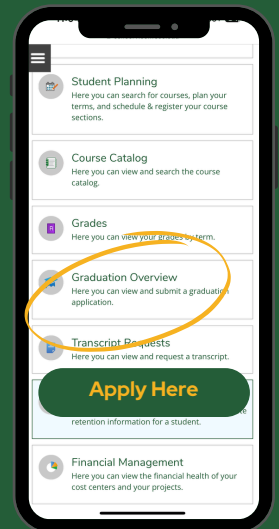 Student Planning
Here you can search for courses, plan your
terms, and schedule & register your course
sections.
Course Catalog
Here you can view and search the course
catalog.
Grades
Here you can view your grades by term.
Graduation Overview
Here you can view and submit a graduation
application.
Transcript Requests
Here you can view and request a transcript.
Apply Here
retention information for a student.
Financial Management
Here you can view the financial health of your
cost centers and your projects.